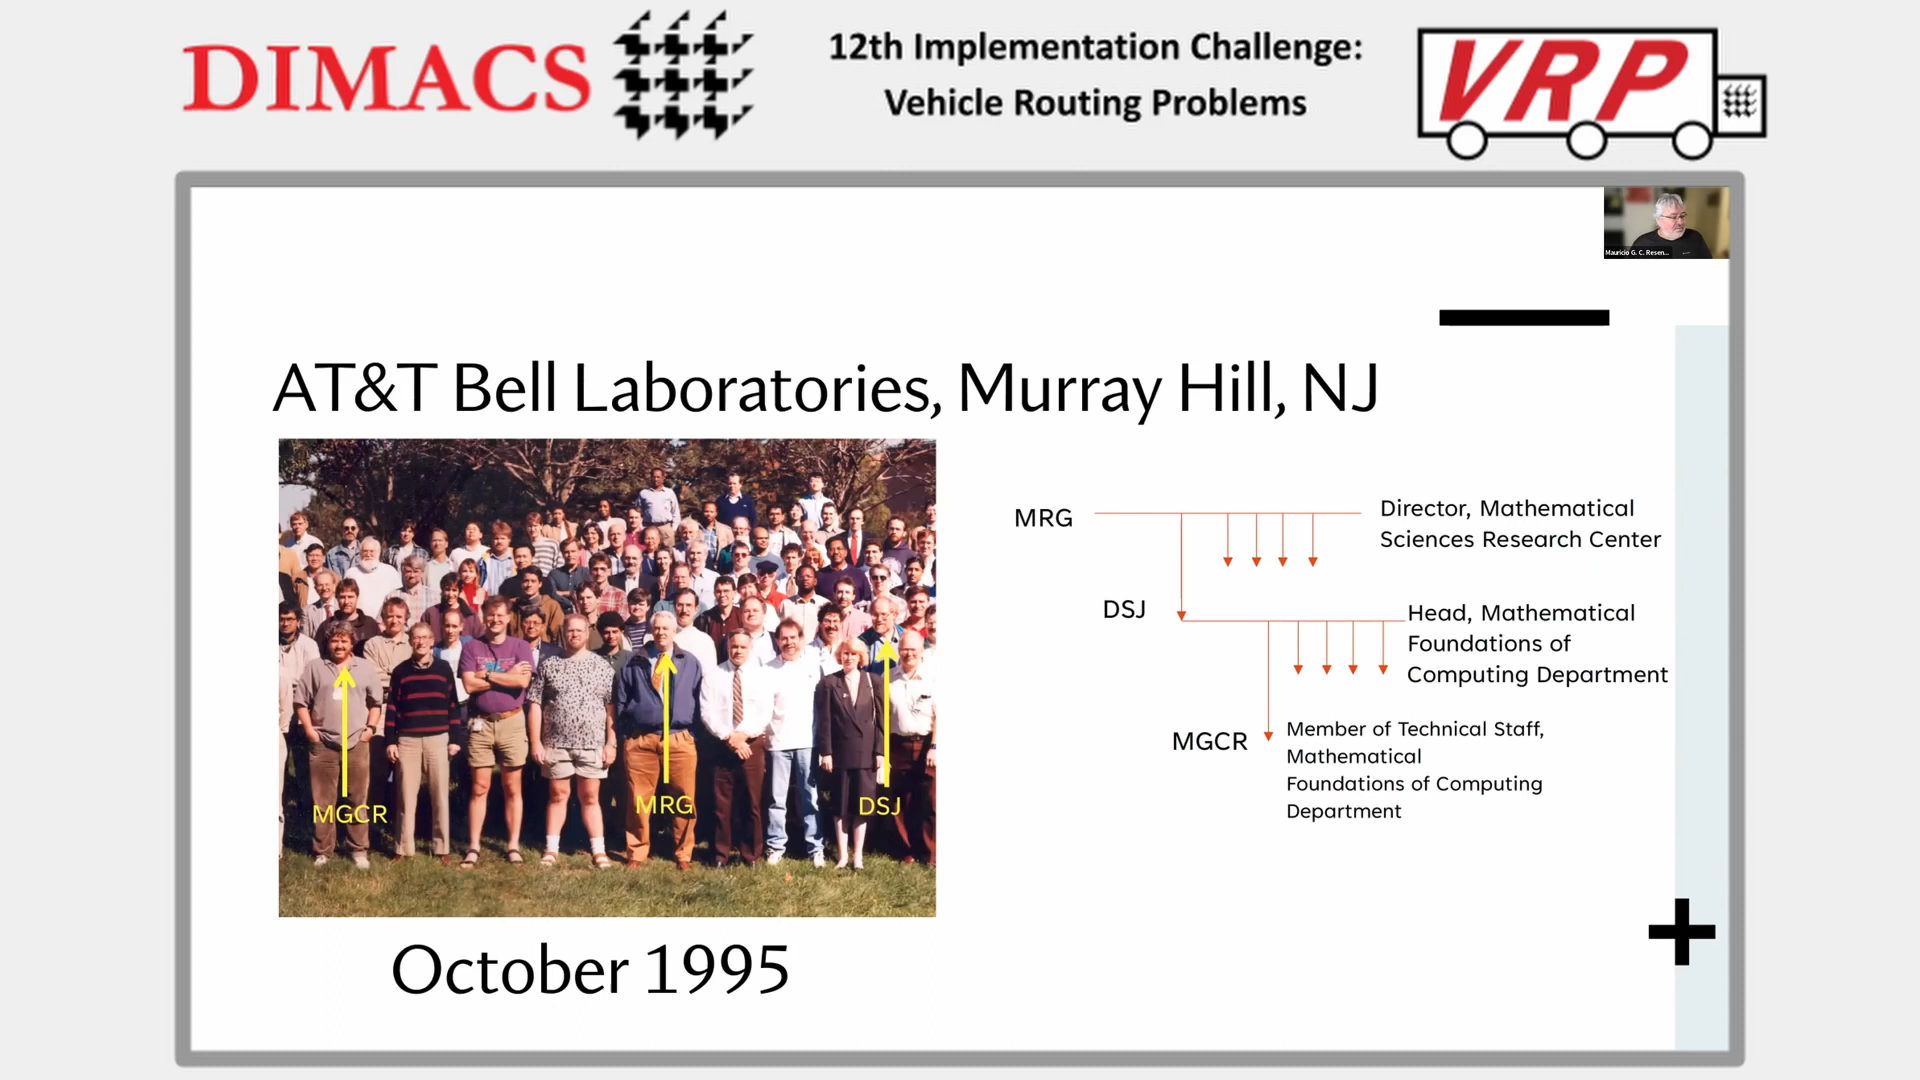 DIMACS
12th Implementation Challenge:
Vehicle Routing Problems
VRP
Mauricio G. C. Resen...
AT&T Bell Laboratories, Murray Hill, NJ
MRG
Director, Mathematical
Sciences Research Center
DSJ
Head, Mathematical
Foundations of
Computing Department
MGCR
Member of Technical Staff,
Mathematical
Foundations of Computing
Department
MGCR
MRG
DSJ
October 1995